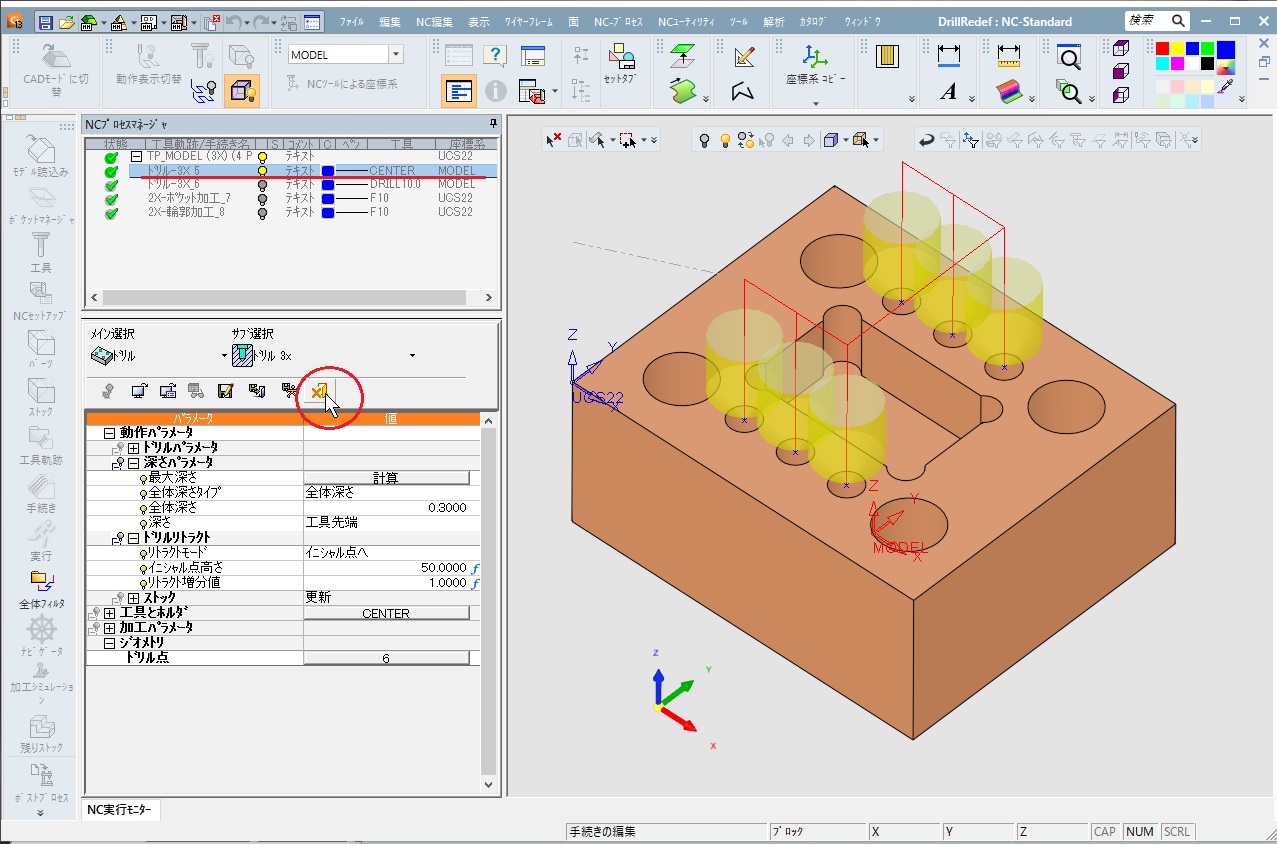 ファイル 編集 NC編集 表示 ワイヤーフレーム 面 NC-プロセス NCユーティリティ ツール 解析 カタログ ウィンドウ DrillRedef : NC-Standard 検索
CADモードに切替
動作表示切替
MODEL
NCツールによる座標系
セットタブ
座標系 コピー
A
NCプロセスマネージャ
状態 工具軌跡/手続き名 S コメント C ペン 工具 座標系
TP_MODEL (3X) (4 P テキスト UCS22
ドリル-3X_5 テキスト CENTER MODEL
ドリル-3X_6 テキスト DRILL10.0 MODEL
2X-ポケット加工_7 テキスト F10 UCS22
2X-輪郭加工_8 テキスト F10 UCS22
モデル読込み
ポケットマネージャ
工具
NCセットアップ
パーツ
ストック
工具軌跡
手続き
実行
全体フィルタ
ナビゲータ
加工シミュレーション
残りストック
ポストプロセス
メイン選択 サブ選択
ドリル ドリル 3x
パラメータ 値
動作パラメータ
ドリルパラメータ
深さパラメータ
最大深さ 計算
全体深さタイプ 全体深さ
全体深さ 0.3000
深さ 工具先端
ドリルリトラクト
リトラクトモード イニシャル点へ
イニシャル点高さ 50.0000 f
リトラクト増分値 1.0000 f
ストック 更新
工具とホルダ CENTER
加工パラメータ
ジオメトリ
ドリル点 6
NC実行モニター
Z
Y
X
UCS22
Z
Y
X
MODEL
Z
Y
X
手続きの編集 ブロック X Y Z CAP NUM SCRL